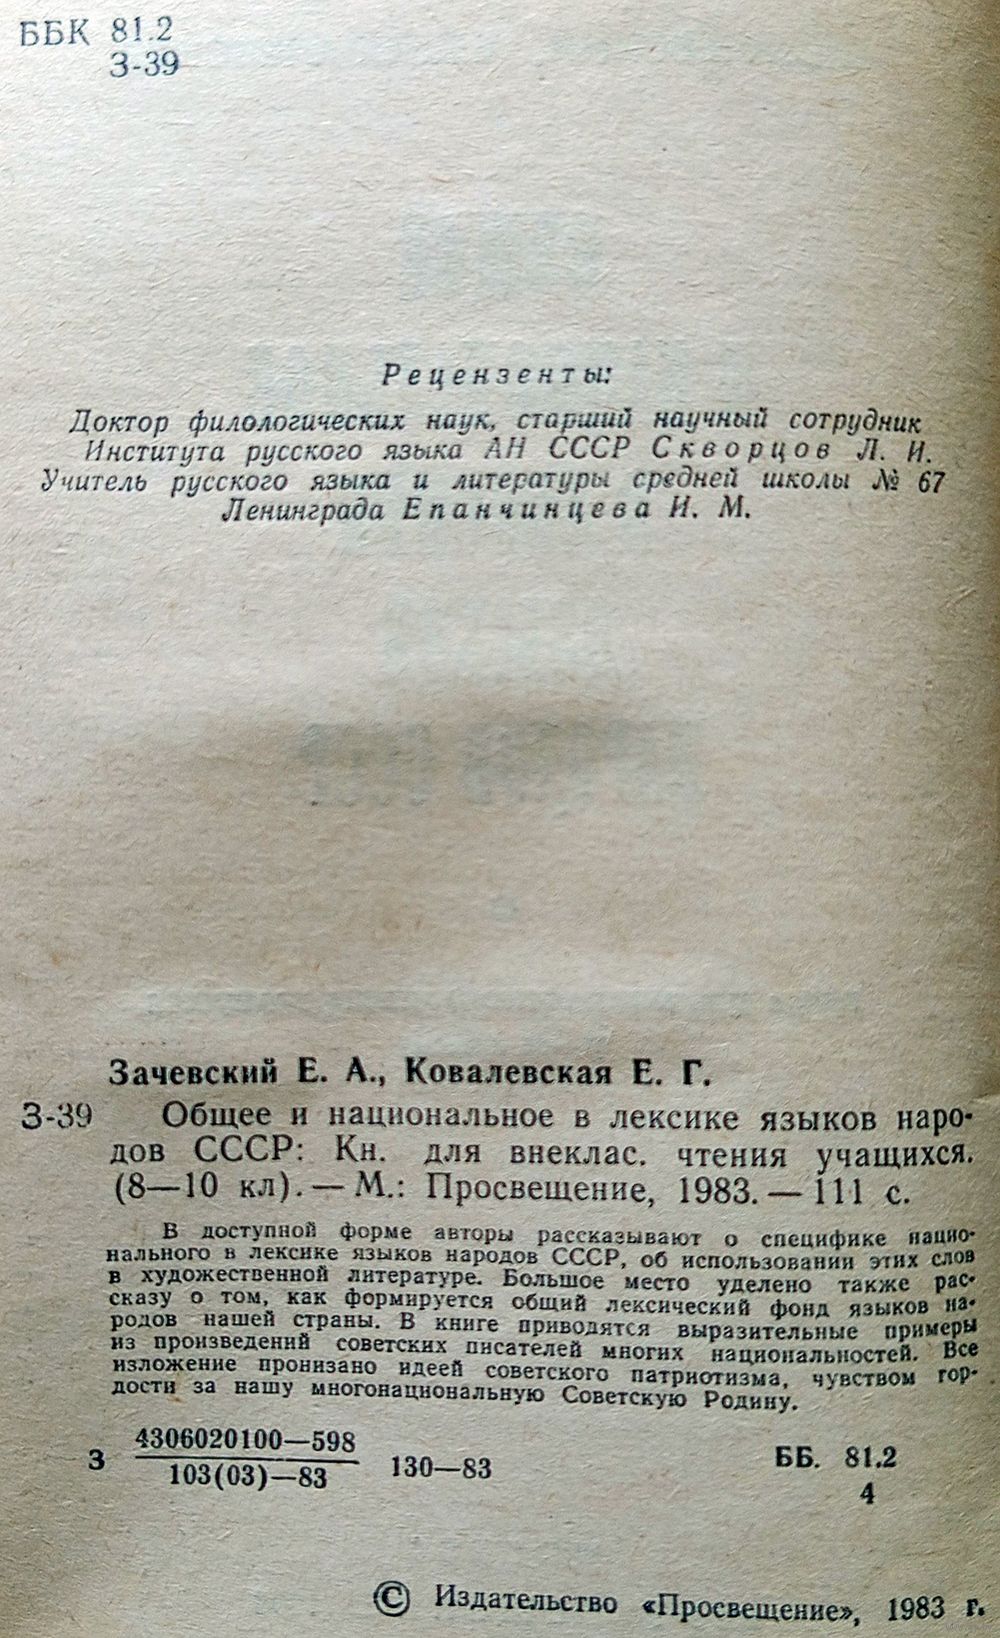 ББК 81.2
З-39
Рецензенты:
Доктор филологических наук, старший научный сотрудник
Института русского языка АН СССР Скворцов Л. И.
Учитель русского языка и литературы средней школы № 67
Ленинграда Епанчинцева И. М.
Зачевский Е. А., Ковалевская Е. Г.
З-39 Общее и национальное в лексике языков наро-
дов СССР: Кн. для внеклас. чтения учащихся.
(8—10 кл). — М.: Просвещение, 1983. — 111 с.
В доступной форме авторы рассказывают о специфике нацио-
нального в лексике языков народов СССР, об использовании этих слов
в художественной литературе. Большое место уделено также рас-
сказу о том, как формируется общий лексический фонд языков на-
родов нашей страны. В книге приводятся выразительные примеры
из произведений советских писателей многих национальностей. Все
изложение пронизано идеей советского патриотизма, чувством гор-
дости за нашу многонациональную Советскую Родину.
З 4306020100—598 130—83 ББ. 81.2
103(03)—83 4
© Издательство «Просвещение», 1983 г.